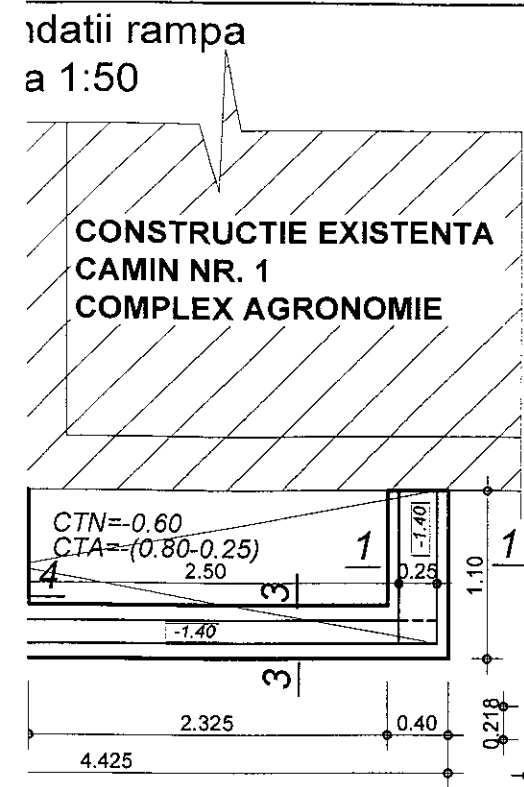 ndatii rampa
a 1:50
CONSTRUCTIE EXISTENTA
CAMIN NR. 1
COMPLEX AGRONOMIE
CTN=-0.60
CTA=-(0.80-0.25)
4
2.50
3
1
-1.40
0.25
1
1.10
-1.40
3
2.325
0.40
0.218
4.425